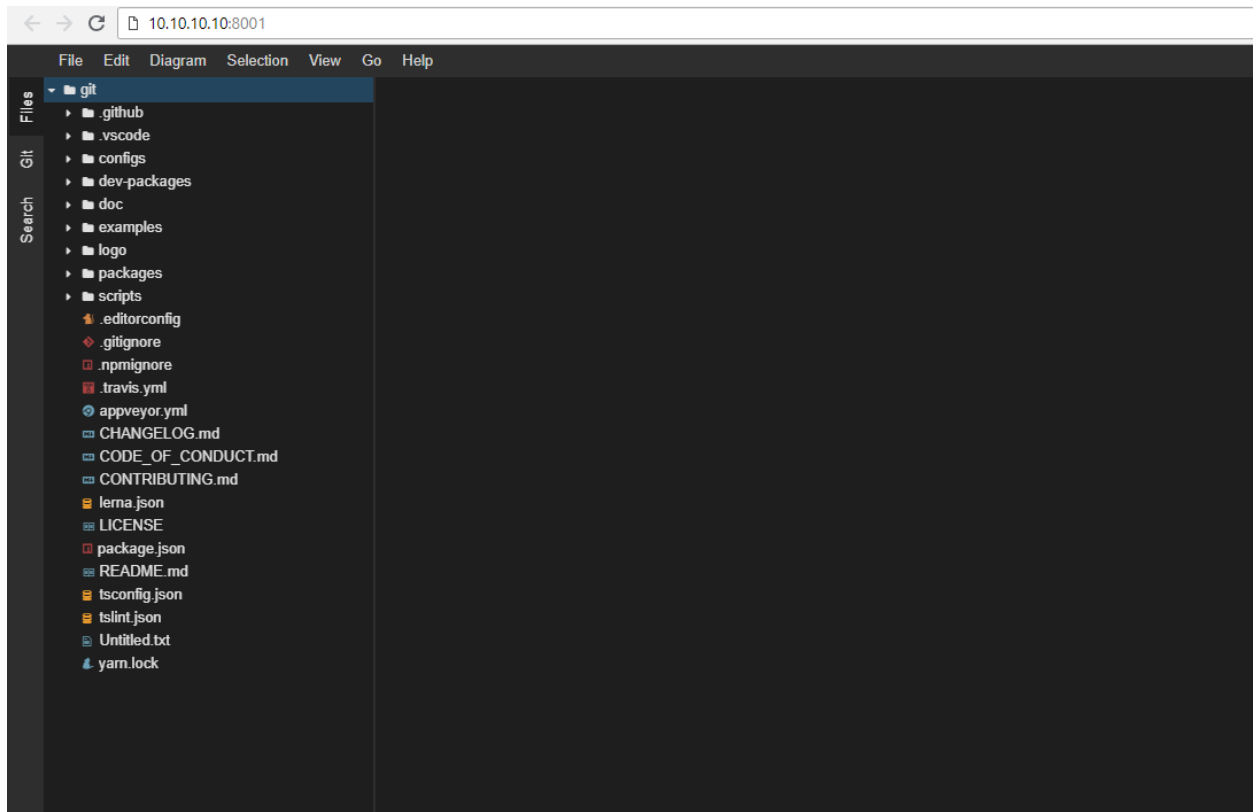 10.10.10.10:8001
File Edit Diagram Selection View Go Help
Files
Git
Search
git
.github
.vscode
configs
dev-packages
doc
examples
logo
packages
scripts
.editorconfig
.gitignore
.npmignore
.travis.yml
appveyor.yml
CHANGELOG.md
CODE_OF_CONDUCT.md
CONTRIBUTING.md
lerna.json
LICENSE
package.json
README.md
tsconfig.json
tslint.json
Untitled.txt
yarn.lock